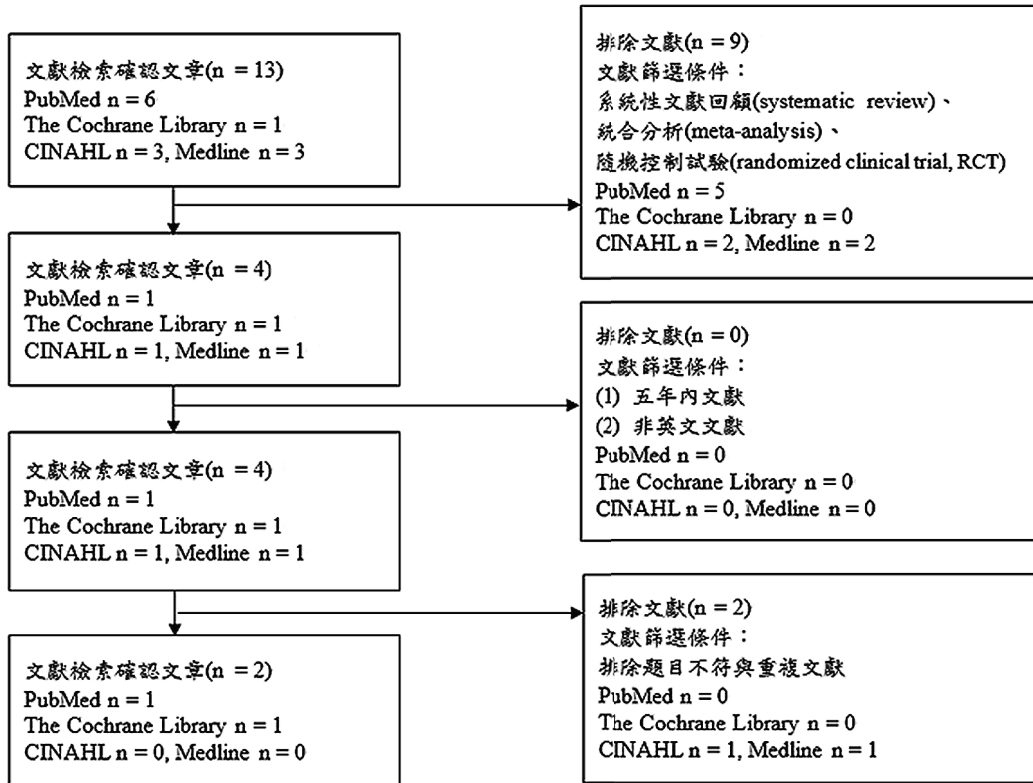 文獻檢索確認文章(n = 13)
PubMed n = 6
The Cochrane Library n = 1
CINAHL n = 3, Medline n = 3
排除文獻(n = 9)
文獻篩選條件：
系統性文獻回顧(systematic review)、
統合分析(meta-analysis)、
隨機控制試驗(randomized clinical trial, RCT)
PubMed n = 5
The Cochrane Library n = 0
CINAHL n = 2, Medline n = 2
文獻檢索確認文章(n = 4)
PubMed n = 1
The Cochrane Library n = 1
CINAHL n = 1, Medline n = 1
排除文獻(n = 0)
文獻篩選條件：
(1) 五年內文獻
(2) 非英文文獻
PubMed n = 0
The Cochrane Library n = 0
CINAHL n = 0, Medline n = 0
文獻檢索確認文章(n = 4)
PubMed n = 1
The Cochrane Library n = 1
CINAHL n = 1, Medline n = 1
排除文獻(n = 2)
文獻篩選條件：
排除題目不符與重複文獻
PubMed n = 0
The Cochrane Library n = 0
CINAHL n = 1, Medline n = 1
文獻檢索確認文章(n = 2)
PubMed n = 1
The Cochrane Library n = 1
CINAHL n = 0, Medline n = 0